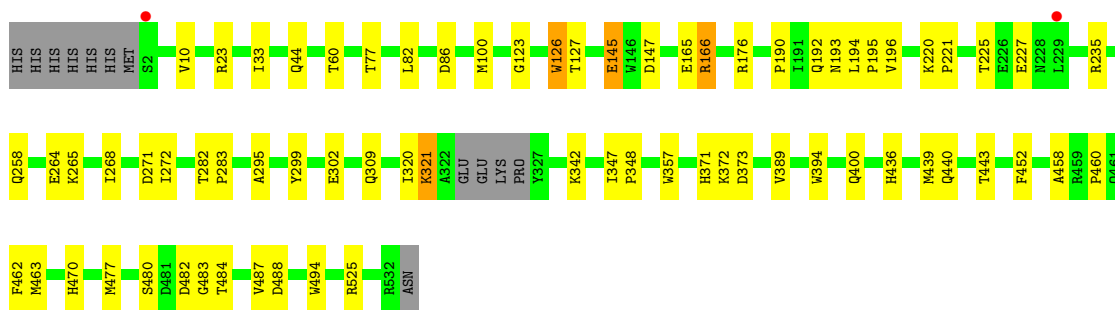 HIS HIS HIS HIS HIS HIS MET S2 V10 R23 I33 Q44 T60 T77 L82 D86 M100 G123 W126 T127 E145 W146 D147 E165 R166 R176 P190 I191 Q192 N193 L194 P195 V196 K220 P221 T225 E226 E227 N228 L229 R235
Q258 E264 K265 I268 D271 I272 T282 P283 A295 Y299 E302 Q309 I320 K321 A322 GLU GLU LYS PRO Y327 K342 I347 P348 W357 H371 K372 D373 V389 W394 Q400 H436 M439 Q440 T443 F452 A458 R459 P460 Q461
F462 M463 H470 M477 S480 D481 D482 G483 T484 V487 D488 W494 R525 R532 ASN